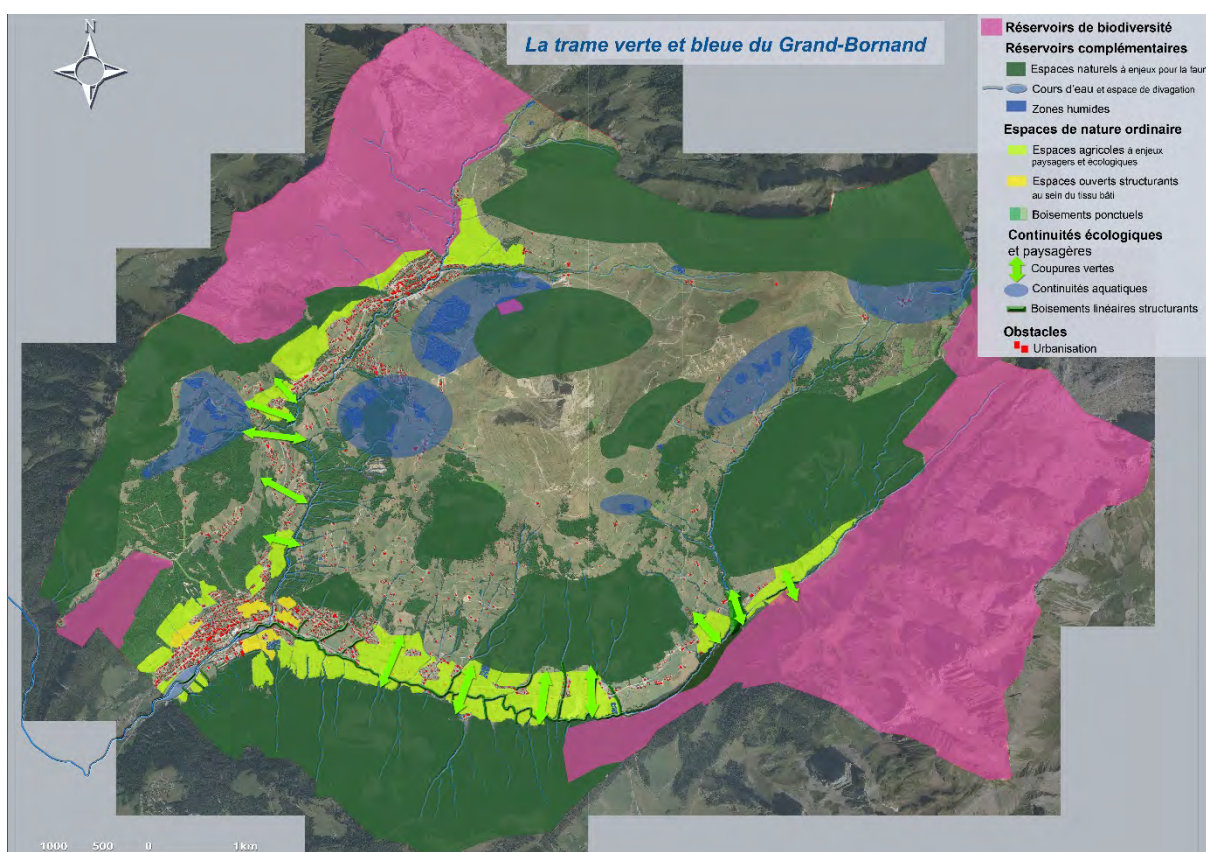 N
La trame verte et bleue du Grand-Bornand
Réservoirs de biodiversité
Réservoirs complémentaires
Espaces naturels à enjeux pour la faun
Cours d'eau et espace de divagation
Zones humides
Espaces de nature ordinaire
Espaces agricoles à enjeux
paysagers et écologiques
Espaces ouverts structurants
au sein du tissu bâti
Boisements ponctuels
Continuités écologiques
et paysagères
Coupures vertes
Continuités aquatiques
Boisements linéaires structurants
Obstacles
Urbanisation
1000 500 0 1km